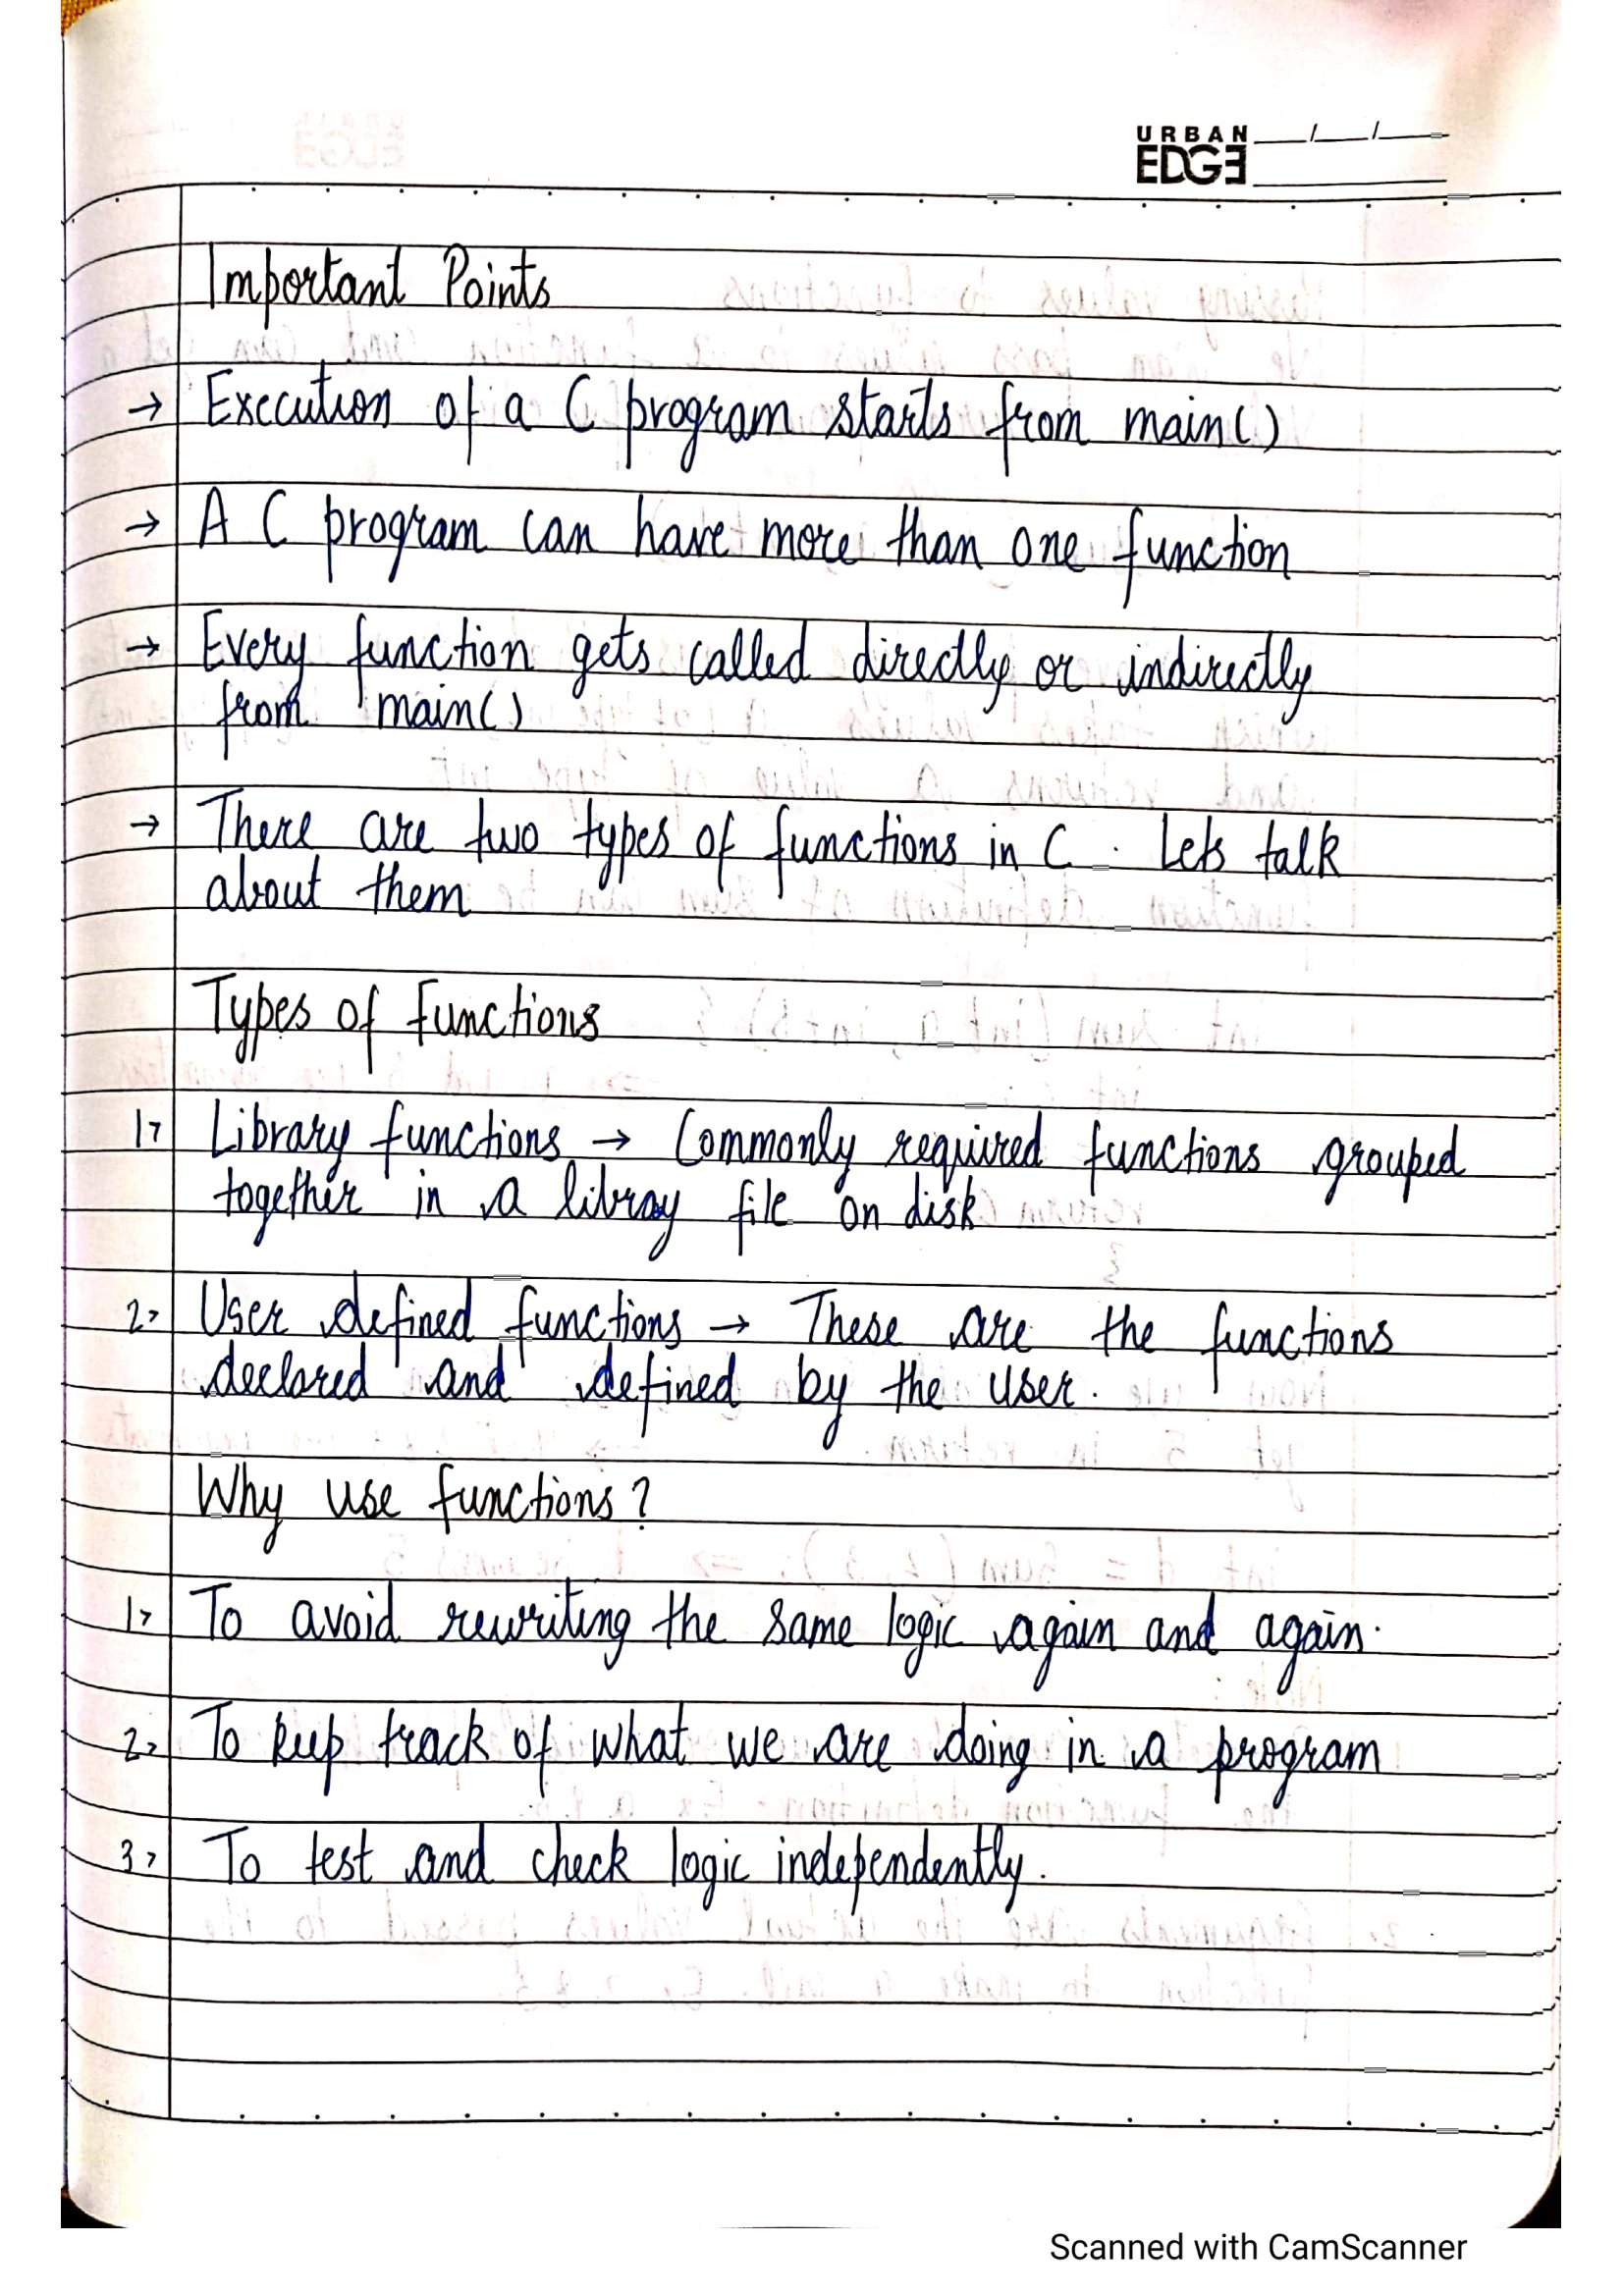 URBAN
EDGE
Important Points
→ Execution of a C program starts from main()
→ A C program can have more than one function
→ Every function gets called directly or indirectly
from main()
→ There are two types of functions in C. Lets talk
about them
Types of functions
1> Library functions → Commonly required functions grouped
together in a libray file on disk
2> User defined functions → These are the functions
declared and defined by the user.
Why use functions?
1> To avoid rewriting the same logic again and again.
2> To keep track of what we are doing in a program
3> To test and check logic independently.
Scanned with CamScanner